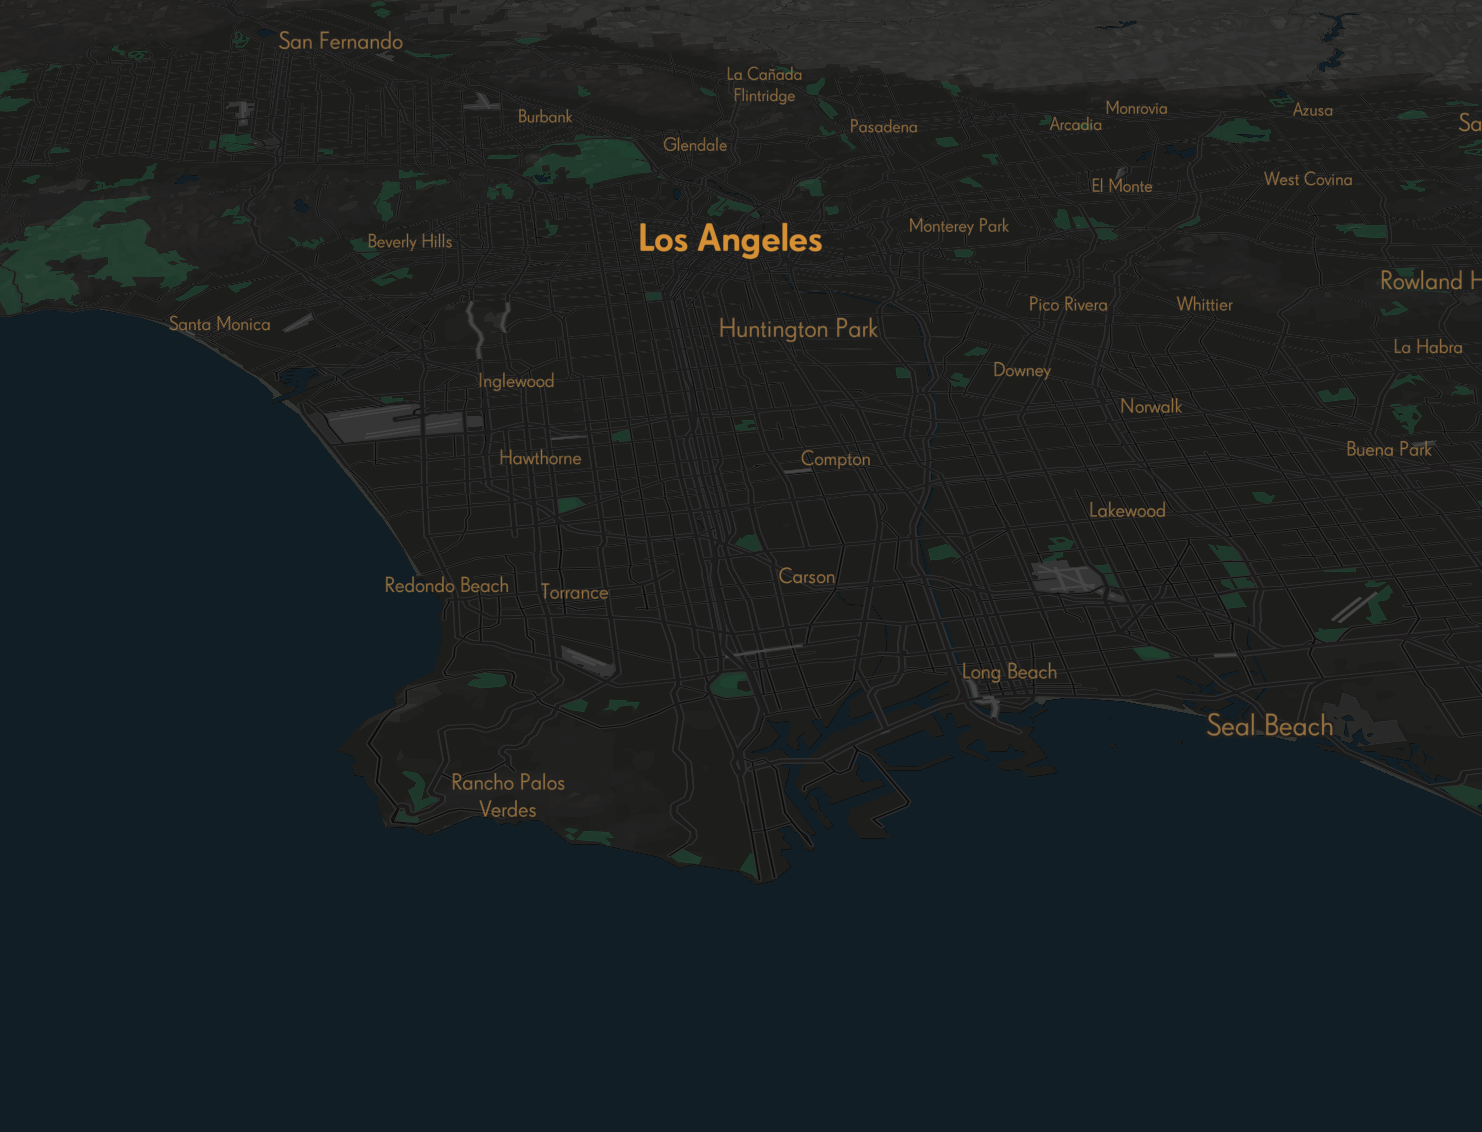 San Fernando
La Cañada
Flintridge
Burbank
Pasadena
Monrovia
Arcadia
Azusa
Sa
Glendale
El Monte
West Covina
Beverly Hills
Los Angeles
Monterey Park
Rowland H
Santa Monica
Huntington Park
Pico Rivera
Whittier
La Habra
Inglewood
Downey
Norwalk
Hawthorne
Compton
Buena Park
Lakewood
Redondo Beach
Torrance
Carson
Long Beach
Seal Beach
Rancho Palos
Verdes